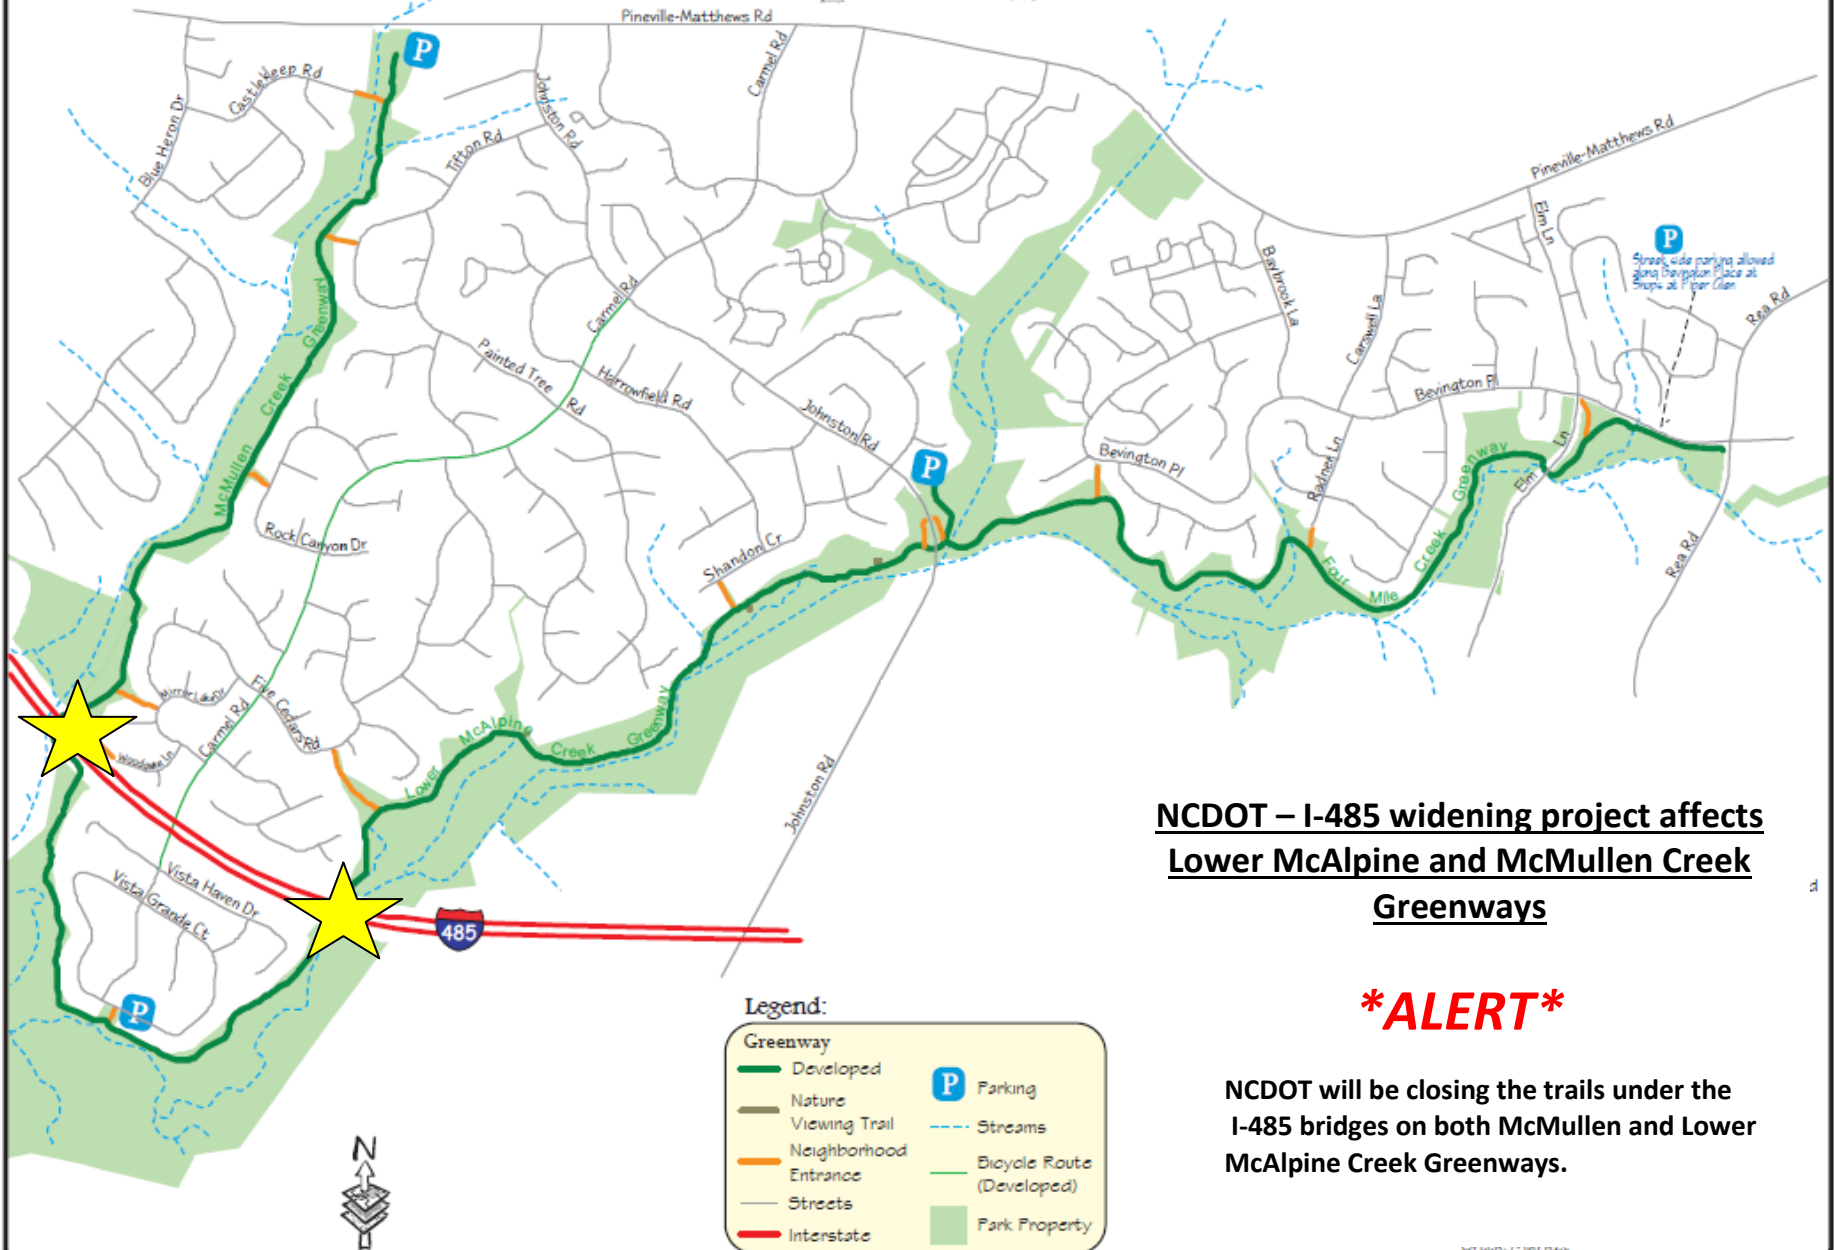 Pineville-Matthews Rd
P
Castlekeep Rd
Blue Heron Dr
Johnston Rd
Tifton Rd
Carmel Rd
Pineville-Matthews Rd
Elm Ln
P
Street side parking allowed
along Bevington Place at
Shops at Piper Glen
Rea Rd
Baybrook La
Carswell La
Carmel Rd
McMullen Creek Greenway
Painted Tree Rd
Harrowfield Rd
Johnston Rd
Bevington Pl
P
Bevington Pl
Radner Ln
Elm Ln
Rock Canyon Dr
Shandon Cr
Four Mile Creek Greenway
Rea Rd
Mirror Lake Dr
Five Cedars Rd
Carmel Rd
Woodgate Ln
Lower McAlpine Creek Greenway
Johnston Rd
Vista Haven Dr
Vista Grande Ct
485
P
NCDOT – I-485 widening project affects
Lower McAlpine and McMullen Creek
Greenways
*ALERT*
NCDOT will be closing the trails under the
I-485 bridges on both McMullen and Lower
McAlpine Creek Greenways.
N
Legend:
Greenway
Developed
Nature
Viewing Trail
Neighborhood
Entrance
Streets
Interstate
P Parking
Streams
Bicycle Route
(Developed)
Park Property